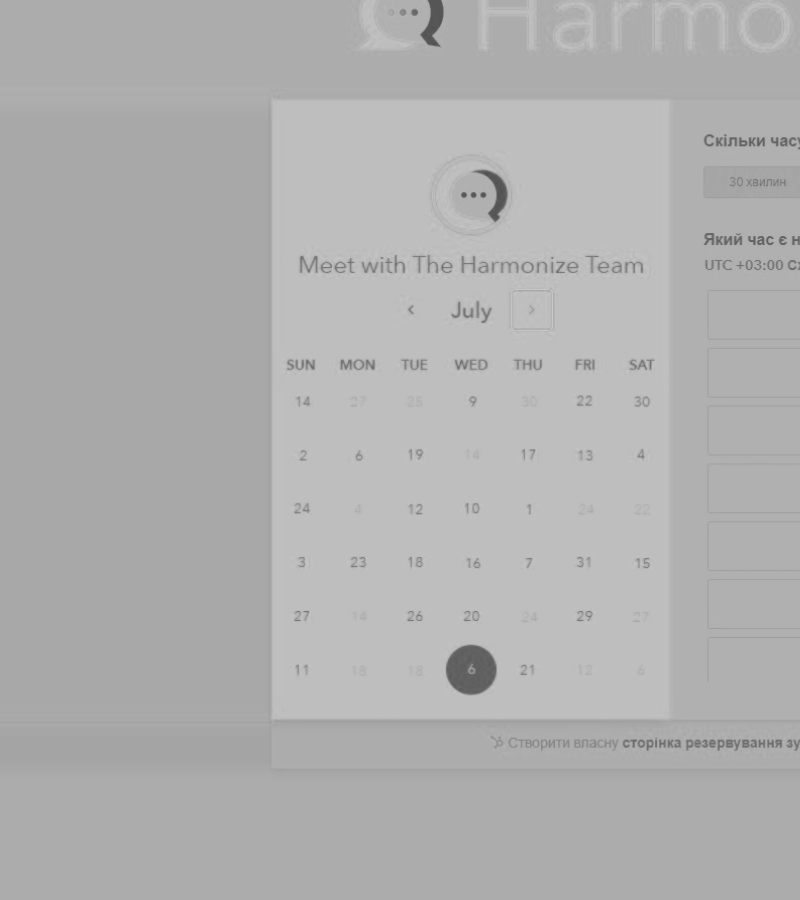 Harmo
Meet with The Harmonize Team
July
SUN MON TUE WED THU FRI SAT
14 27 25 9 30 22 30
2 6 19 14 17 13 4
24 4 12 10 1 24 22
3 23 18 16 7 31 15
27 14 26 20 24 29 27
11 18 18 6 21 12 6
Скільки часу
30 хвилин
Який час є н
UTC +03:00 Сх
Створити власну сторінка резервування зу